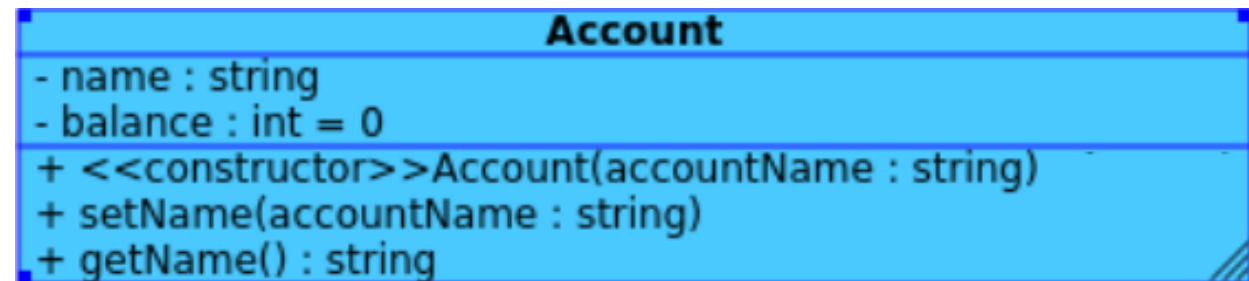 Account
- name : string
- balance : int = 0
+ <<constructor>>Account(accountName : string)
+ setName(accountName : string)
+ getName() : string